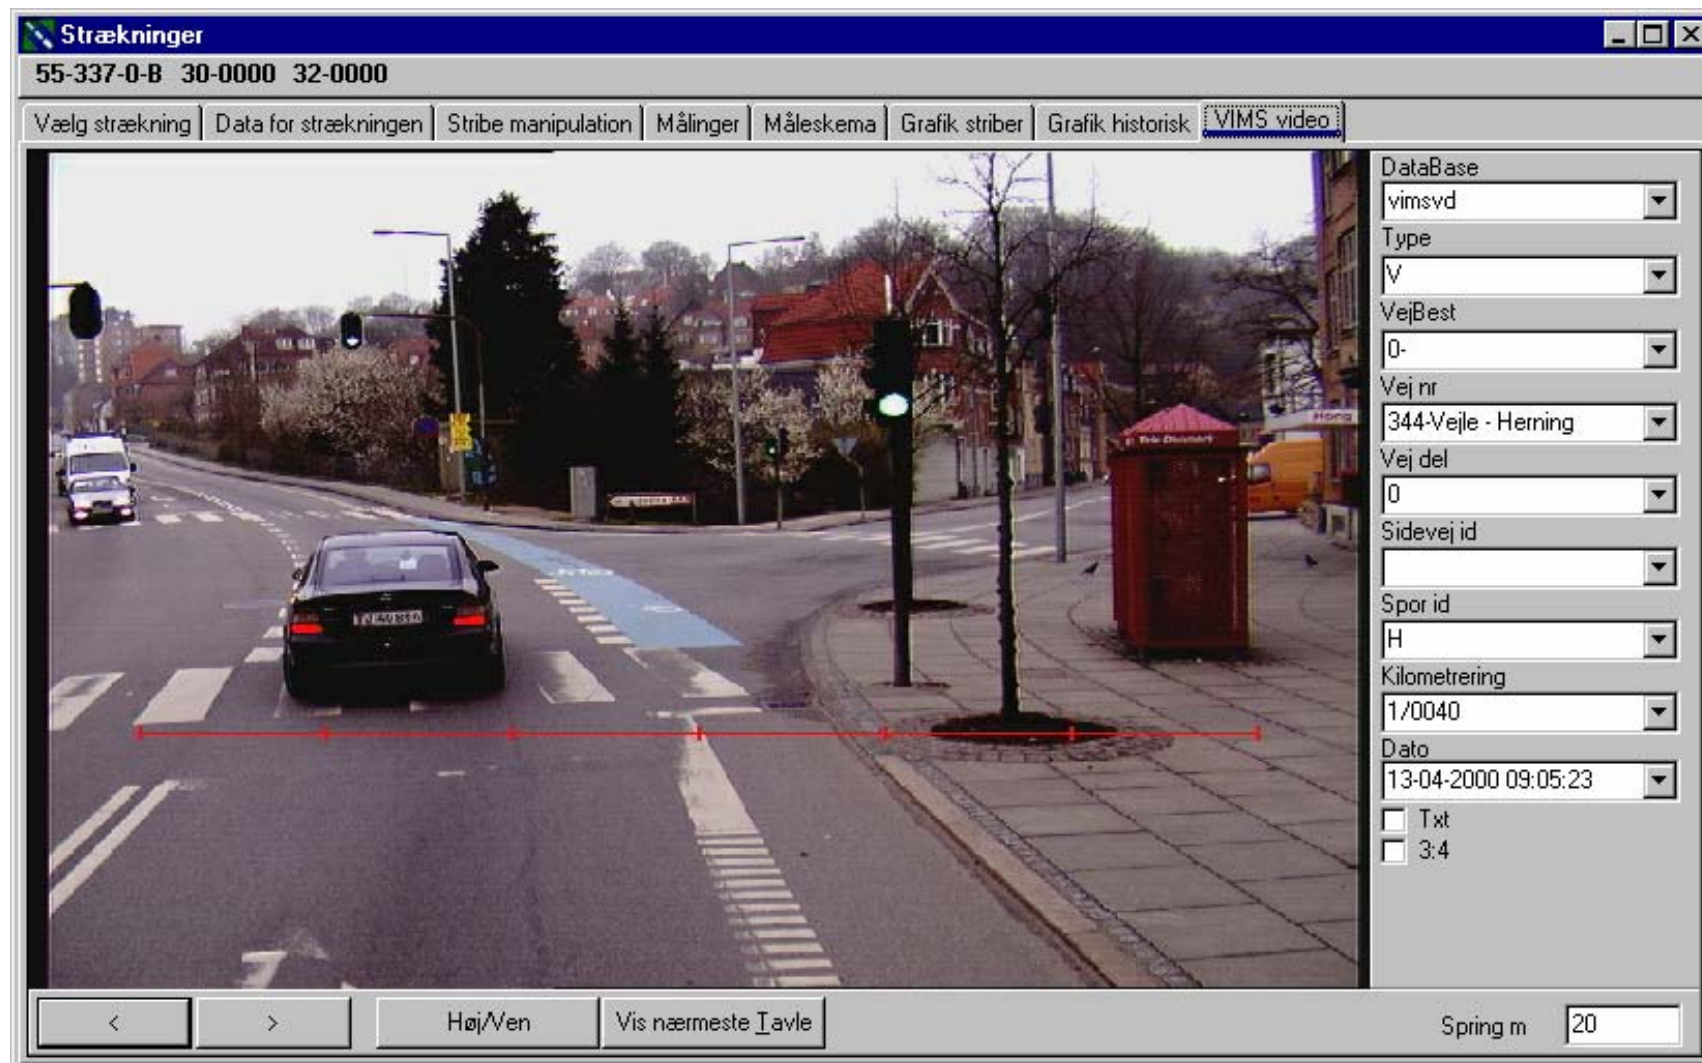 Strækninger
55-337-0-B 30-0000 32-0000
Vælg strækning Data for strækningen Stribe manipulation Målinger Måleskema Grafik striber Grafik historisk VIMS video
DataBase
vimsvd
Type
V
VejBest
0-
Vej nr
344-Vejle - Herning
Vej del
0
Sidevej id
Spor id
H
Kilometrering
1/0040
Dato
13-04-2000 09:05:23
Txt
3:4
< > Høj/Ven Vis nærmeste Tavle Spring m 20